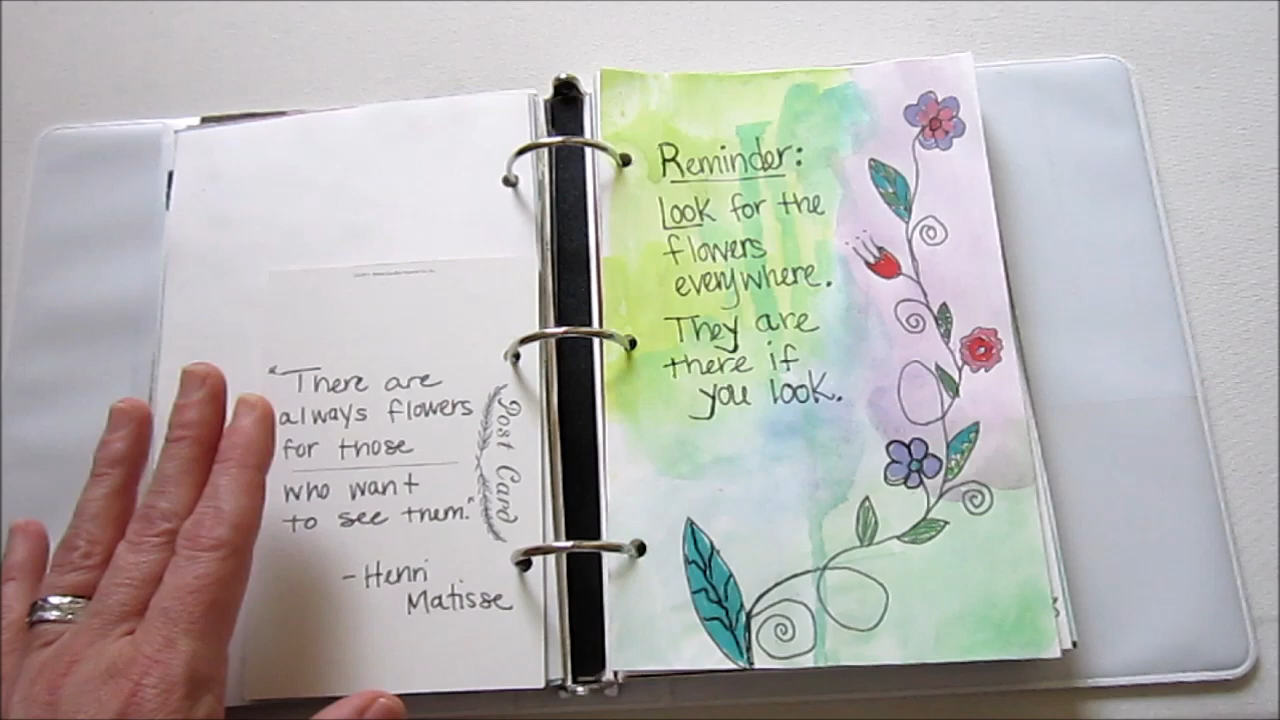 "There are
always flowers
for those
who want
to see them."
-Henri
Matisse
Post Card
Reminder:
Look for the
flowers
everywhere.
They are
there if
you look.